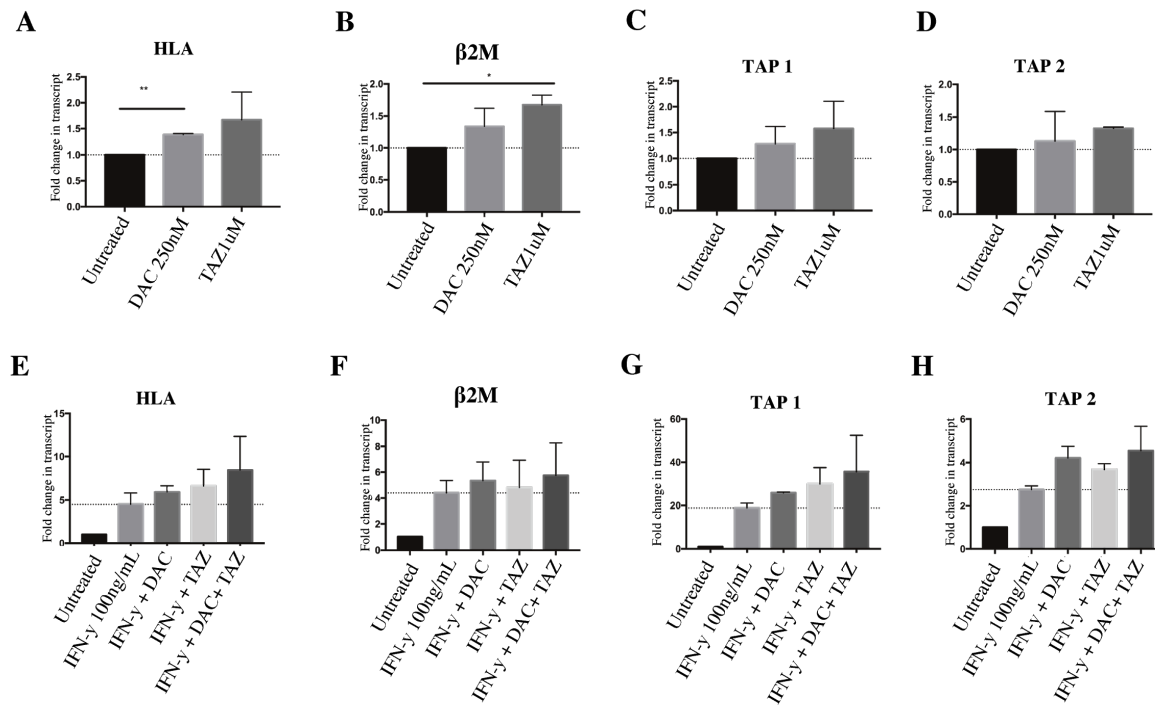 A
HLA
Fold change in transcript
2.5
2.0
1.5
1.0
0.5
0.0
**
Untreated
DAC 250nM
TAZ1uM
B
β2M
Fold change in transcript
2.0
1.5
1.0
0.5
0.0
*
Untreated
DAC 250nM
TAZ1uM
C
TAP 1
Fold change in transcript
2.5
2.0
1.5
1.0
0.5
0.0
Untreated
DAC 250nM
TAZ1uM
D
TAP 2
Fold change in transcript
2.0
1.5
1.0
0.5
0.0
Untreated
DAC 250nM
TAZ1uM
E
HLA
Fold change in transcript
15
10
5
0
Untreated
IFN-y 100ng/mL
IFN-y + DAC
IFN-y + TAZ
IFN-y + DAC+ TAZ
F
β2M
Fold change in transcript
10
8
6
4
2
0
Untreated
IFN-y 100ng/mL
IFN-y + DAC
IFN-y + TAZ
IFN-y + DAC+ TAZ
G
TAP 1
Fold change in transcript
60
40
20
0
Untreated
IFN-y 100ng/mL
IFN-y + DAC
IFN-y + TAZ
IFN-y + DAC+ TAZ
H
TAP 2
Fold change in transcript
6
4
2
0
Untreated
IFN-y 100ng/mL
IFN-y + DAC
IFN-y + TAZ
IFN-y + DAC+ TAZ